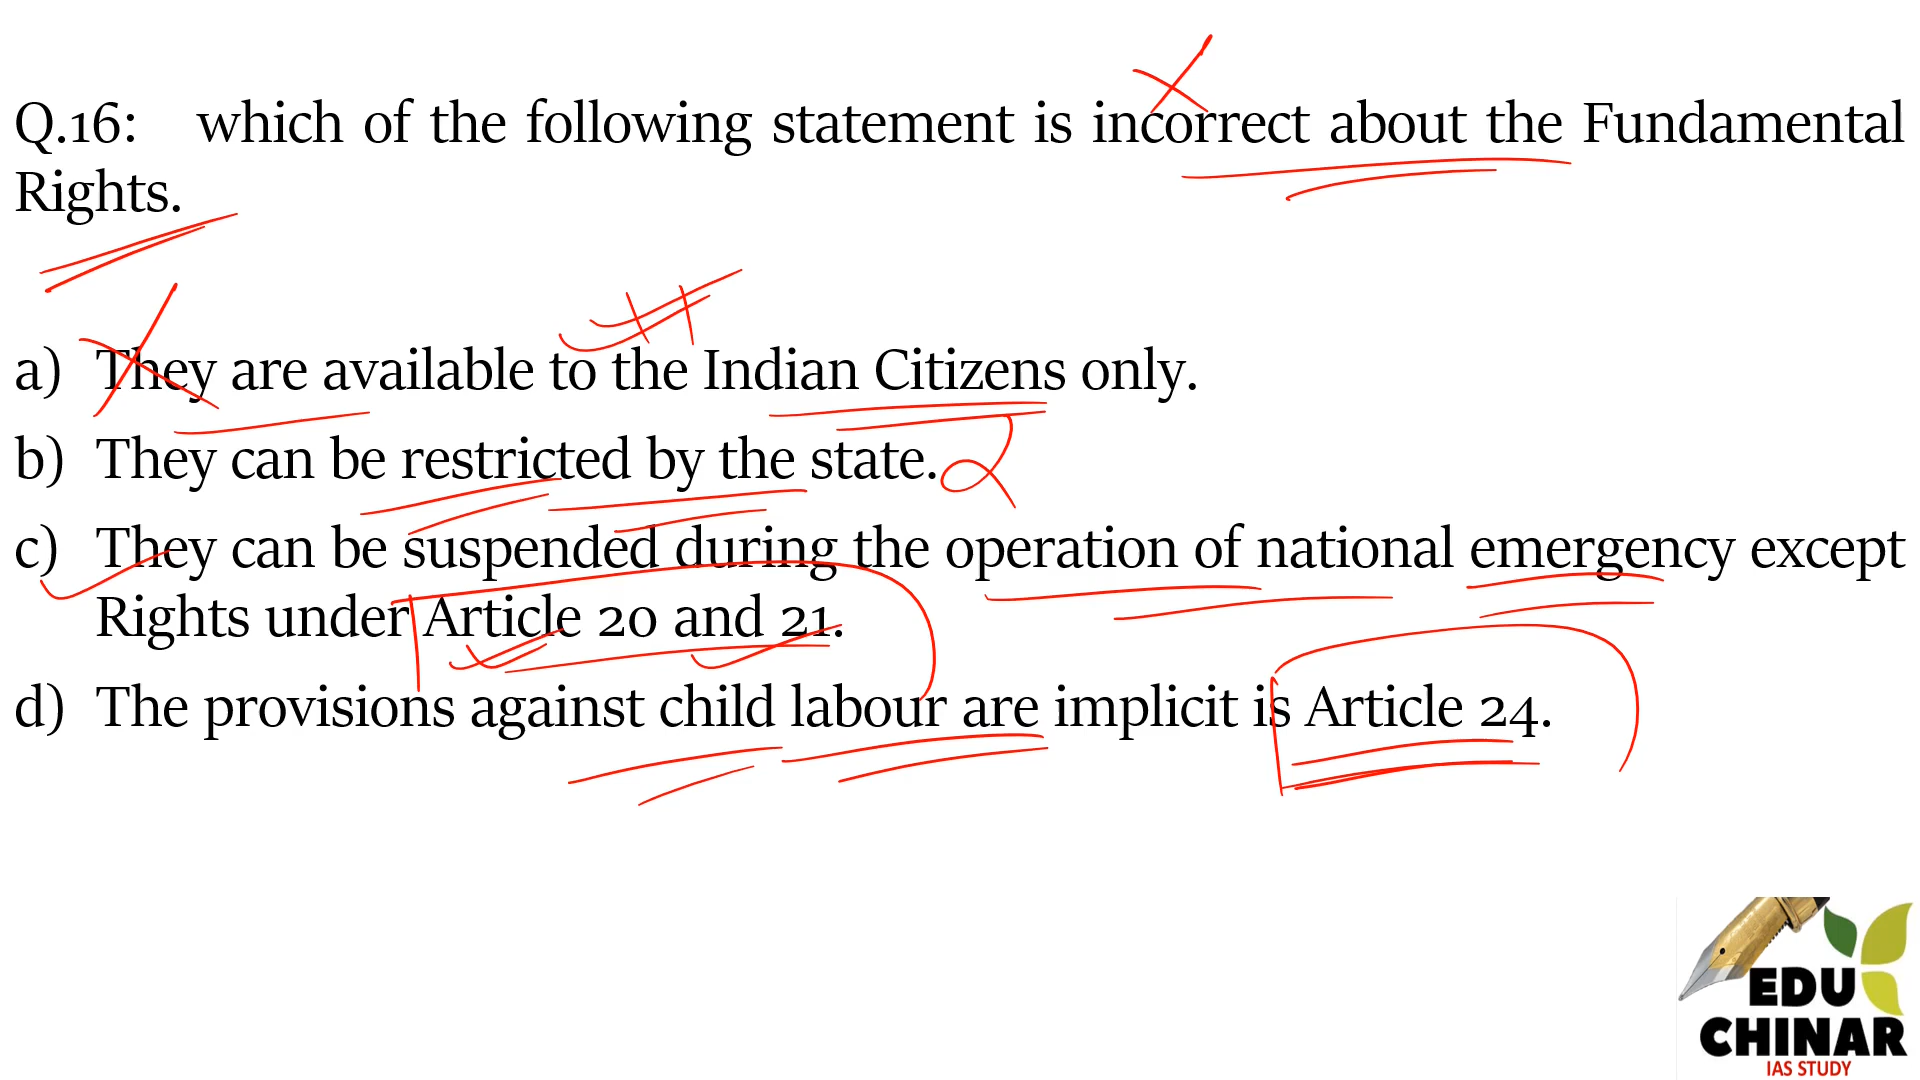 Q.16: which of the following statement is incorrect about the Fundamental
Rights.
a) They are available to the Indian Citizens only.
b) They can be restricted by the state.
c) They can be suspended during the operation of national emergency except
Rights under Article 20 and 21.
d) The provisions against child labour are implicit is Article 24.
EDU
CHINAR
IAS STUDY